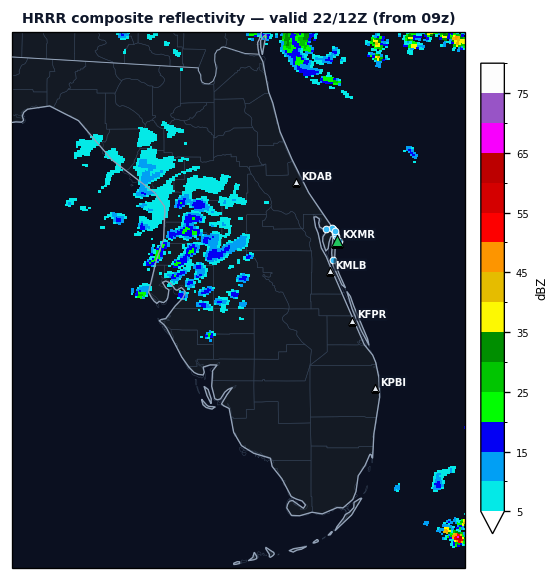 HRRR composite reflectivity — valid 22/12Z (from 09z)
KDAB
KXMR
KMLB
KFPR
KPBI
75
65
55
45
35
25
15
5
dBZ